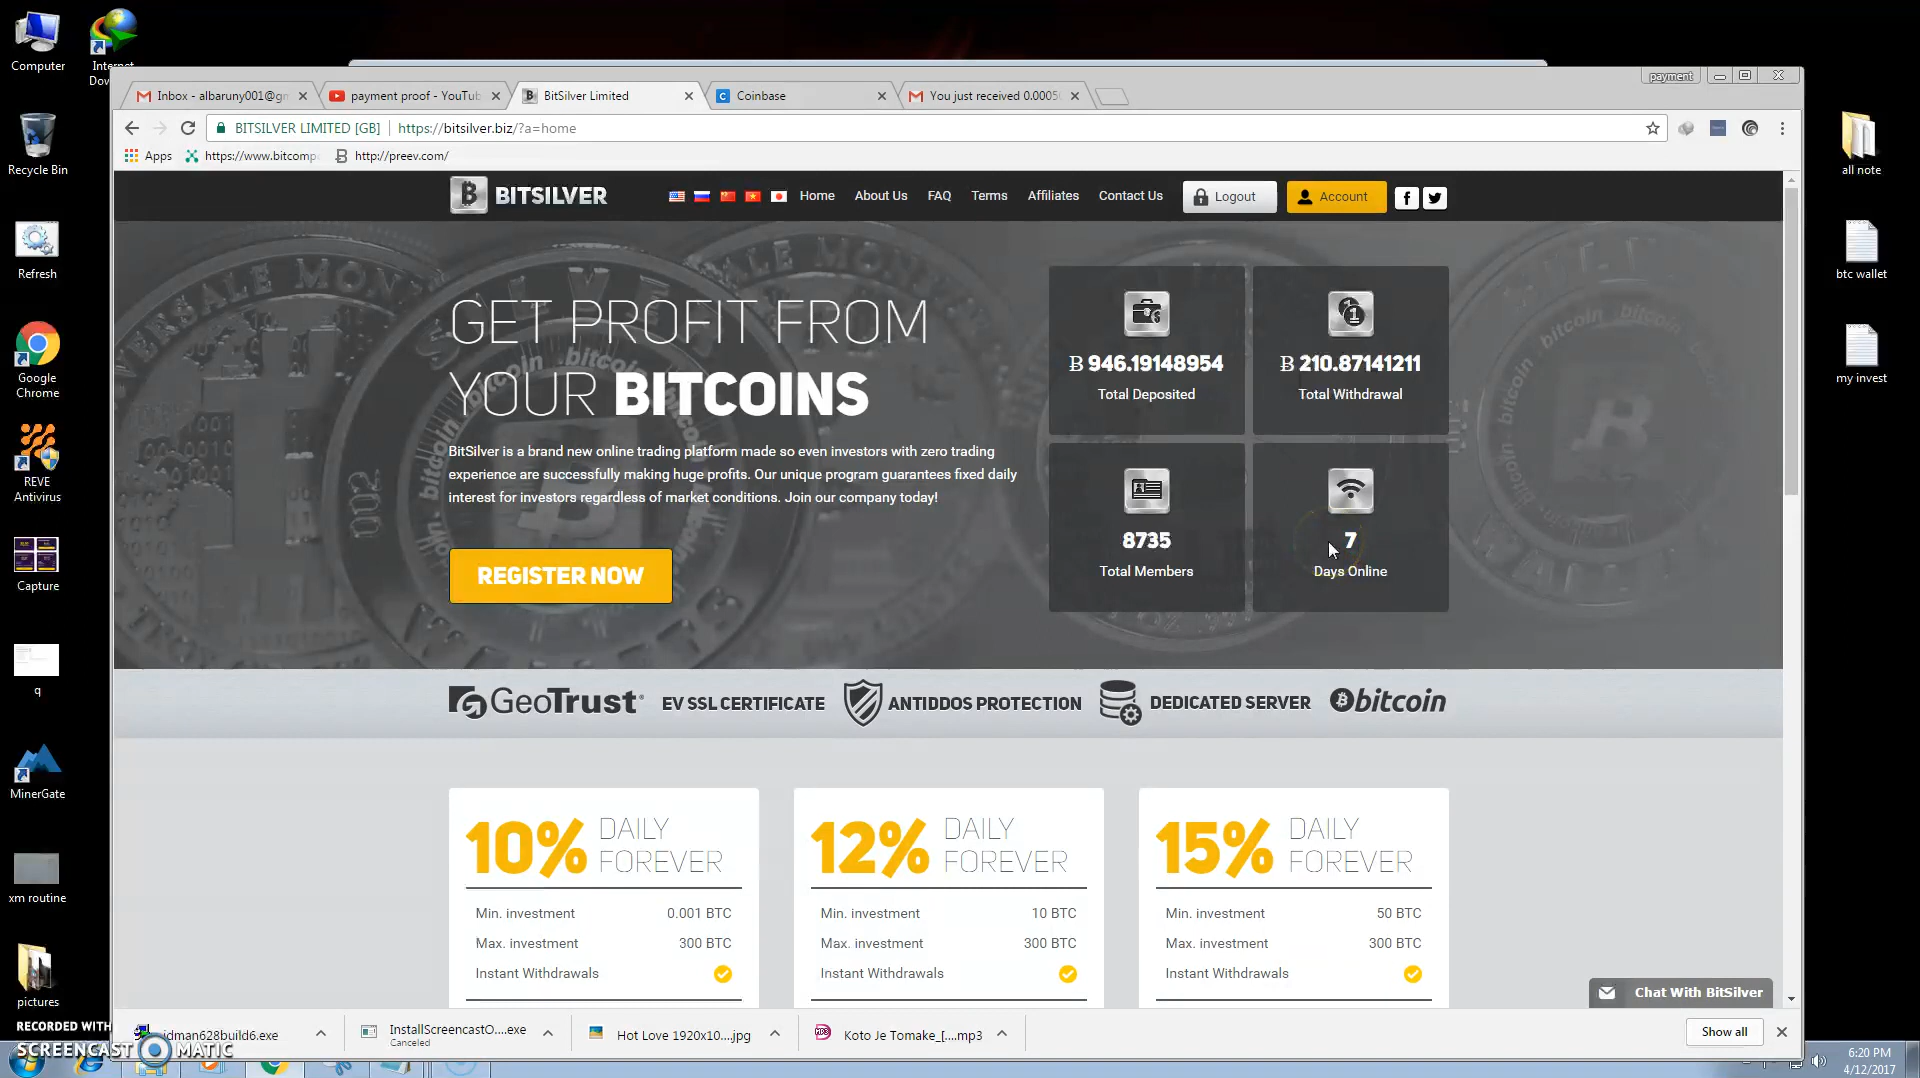 Computer
Inter
Dov
Recycle Bin
Refresh
Google
Chrome
REVE
Antivirus
Capture
q
MinerGate
xm routine
pictures
all note
btc wallet
my invest
payment
Inbox - albaruny001@gm
payment proof - YouTub
BitSilver Limited
Coinbase
You just received 0.0005
BITSILVER LIMITED [GB]
https://bitsilver.biz/?a=home
Apps
https://www.bitcomp
http://preev.com/
BITSILVER
Home
About Us
FAQ
Terms
Affiliates
Contact Us
Logout
Account
GET PROFIT FROM
YOUR BITCOINS
BitSilver is a brand new online trading platform made so even investors with zero trading
experience are successfully making huge profits. Our unique program guarantees fixed daily
interest for investors regardless of market conditions. Join our company today!
REGISTER NOW
B 946.19148954
Total Deposited
B 210.87141211
Total Withdrawal
8735
Total Members
7
Days Online
GeoTrust
EV SSL CERTIFICATE
ANTIDDOS PROTECTION
DEDICATED SERVER
bitcoin
10% DAILY
FOREVER
Min. investment 0.001 BTC
Max. investment 300 BTC
Instant Withdrawals
12% DAILY
FOREVER
Min. investment 10 BTC
Max. investment 300 BTC
Instant Withdrawals
15% DAILY
FOREVER
Min. investment 50 BTC
Max. investment 300 BTC
Instant Withdrawals
Chat With BitSilver
idman628build6.exe
InstallScreencastO....exe
Canceled
Hot Love 1920x10....jpg
Koto Je Tomake_[....mp3
Show all
RECORDED WITH
SCREENCAST MATIC
6:20 PM
4/12/2017